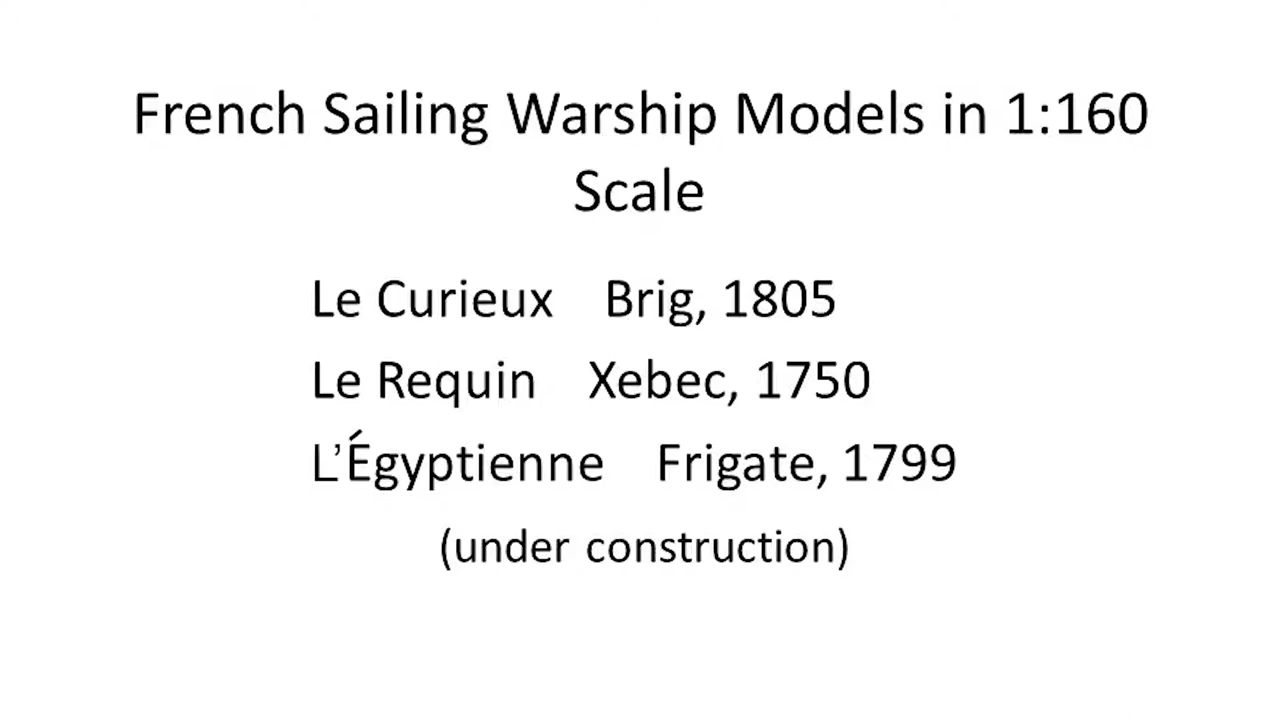 French Sailing Warship Models in 1:160
Scale
Le Curieux Brig, 1805
Le Requin Xebec, 1750
L’Égyptienne Frigate, 1799
(under construction)